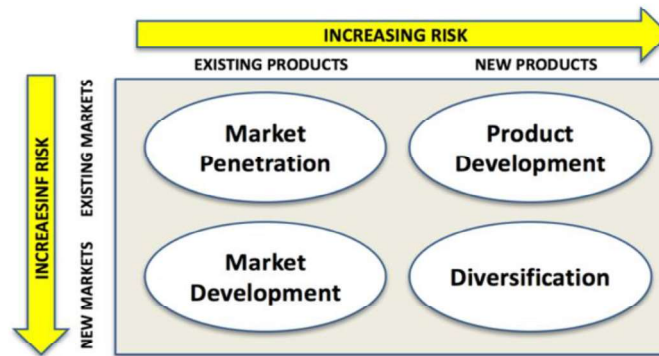 INCREASING RISK
EXISTING PRODUCTS
NEW PRODUCTS
INCREAESINF RISK
EXISTING MARKETS
NEW MARKETS
Market
Penetration
Product
Development
Market
Development
Diversification